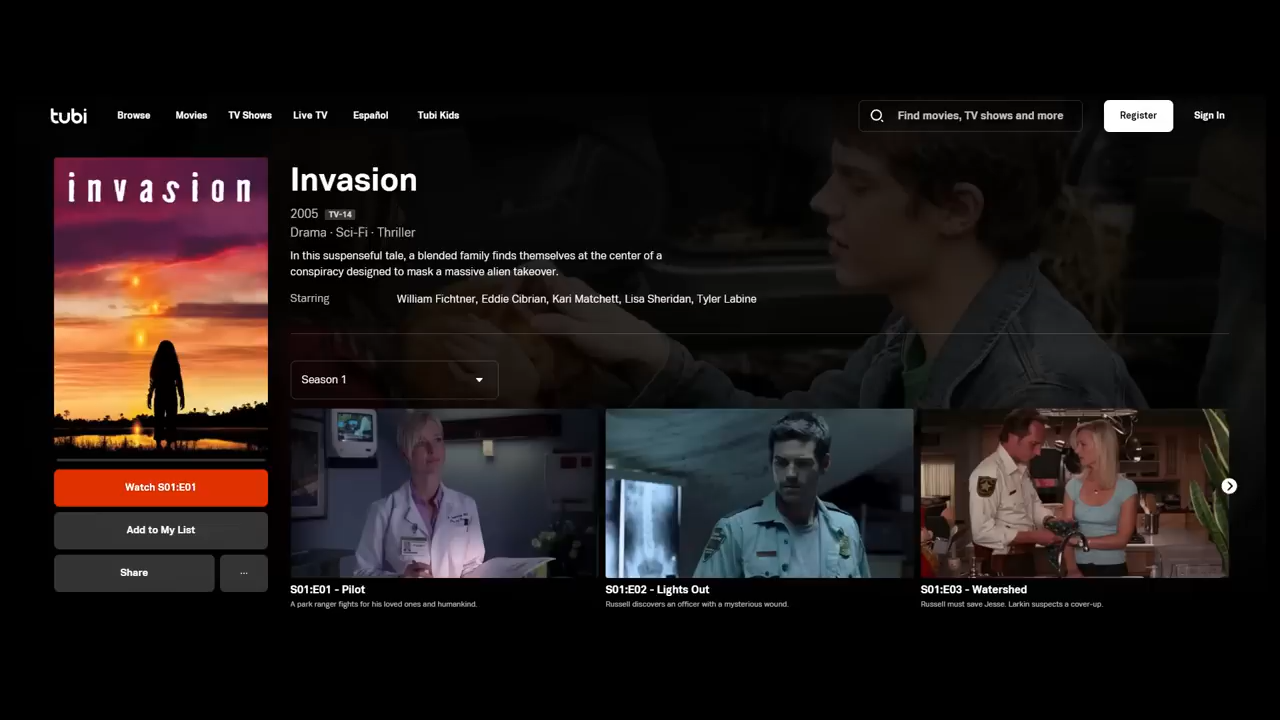 tubi
Browse
Movies
TV Shows
Live TV
Español
Tubi Kids
Find movies, TV shows and more
Register
Sign In
invasion
Invasion
2005 TV-14
Drama · Sci-Fi · Thriller
In this suspenseful tale, a blended family finds themselves at the center of a
conspiracy designed to mask a massive alien takeover.
Starring William Fichtner, Eddie Cibrian, Kari Matchett, Lisa Sheridan, Tyler Labine
Season 1
Watch S01:E01
Add to My List
Share
...
S01:E01 - Pilot
A park ranger fights for his loved ones and humankind.
S01:E02 - Lights Out
Russell discovers an officer with a mysterious wound.
S01:E03 - Watershed
Russell must save Jesse. Larkin suspects a cover-up.